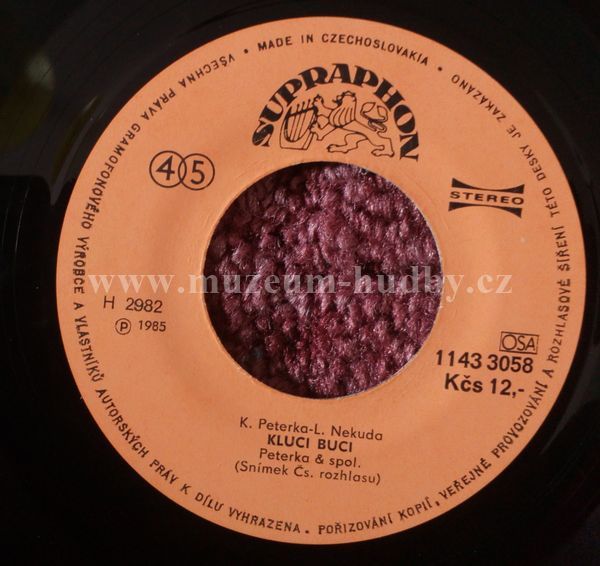 VŠECHNA PRÁVA GRAMOFONOVÉHO VÝROBCE A VLASTNÍKŮ AUTORSKÝCH PRÁV K DÍLU VYHRAZENA. POŘIZOVÁNÍ KOPIÍ, VEŘEJNÉ PROVOZOVÁNÍ A ROZHLASOVÉ ŠÍŘENÍ TÉTO DESKY JE ZAKÁZÁNO • MADE IN CZECHOSLOVAKIA •
SUPRAPHON
45
STEREO
www.muzeum-hudby.cz
H 2982
Ⓟ 1985
OSA
1143 3058
Kčs 12,-
K. Peterka-L. Nekuda
KLUCI BUCI
Peterka & spol.
(Snímek Čs. rozhlasu)